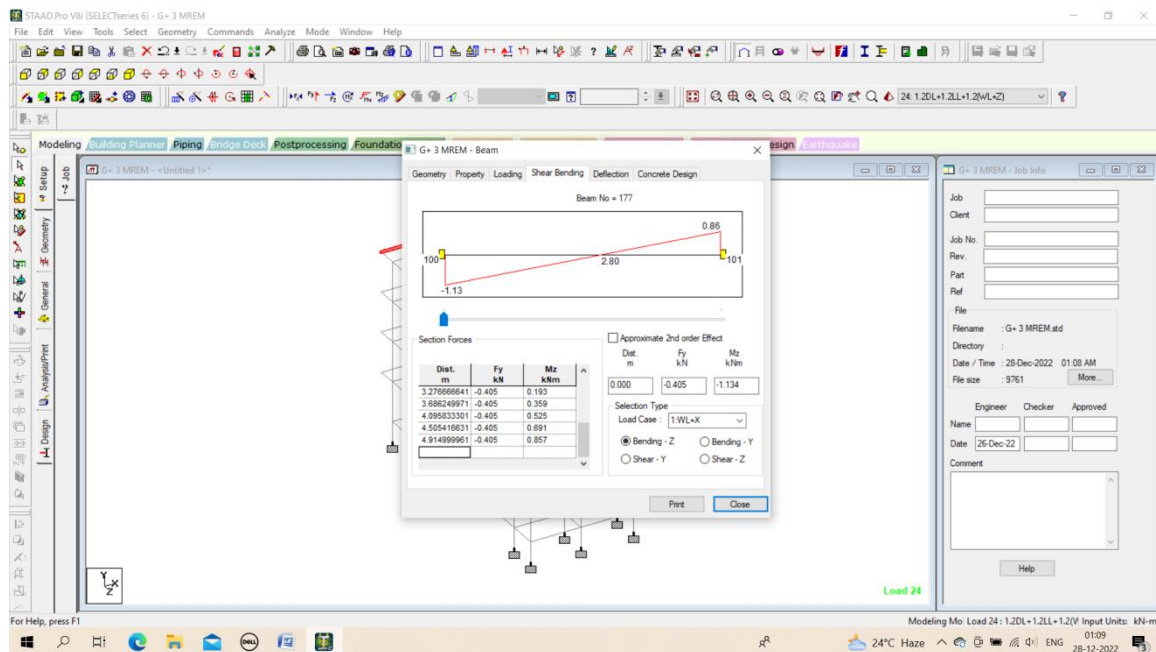 STAAD.Pro V8i (SELECTseries 6) - G+ 3 MREM
File Edit View Tools Select Geometry Commands Analyze Mode Window Help
24: 1.2DL+1.2LL+1.2(WL+Z)
Modeling Building Planner Piping Bridge Deck Postprocessing Foundatio esign Earthquake
G+ 3 MREM - <Untitled 1>*
Job
Setup
Geometry
General
Analysis/Print
Design
G+ 3 MREM - Beam
Geometry Property Loading Shear Bending Deflection Concrete Design
Beam No = 177
0.86
100 2.80 101
-1.13
Section Forces
Approximate 2nd order Effect
Dist. Fy Mz
m kN kNm
0.000 -0.405 -1.134
Dist. Fy Mz
m kN kNm
3.276666641 -0.405 0.193
3.686249971 -0.405 0.359
4.095833301 -0.405 0.525
4.505416631 -0.405 0.691
4.914999961 -0.405 0.857
Selection Type
Load Case : 1:WL+X
Bending - Z Bending - Y
Shear - Y Shear - Z
Print Close
Y
X
Z
Load 24
G+ 3 MREM - Job Info
Job
Client
Job No.
Rev.
Part
Ref
File
Filename : G+ 3 MREM.std
Directory :
Date / Time : 28-Dec-2022 01:08 AM
File size : 9761 More...
Engineer Checker Approved
Name
Date 26-Dec-22
Comment
Help
For Help, press F1
Modeling Mo Load 24 : 1.2DL+1.2LL+1.2(W Input Units: kN-m
DELL
24°C Haze ENG 01:09
28-12-2022
3